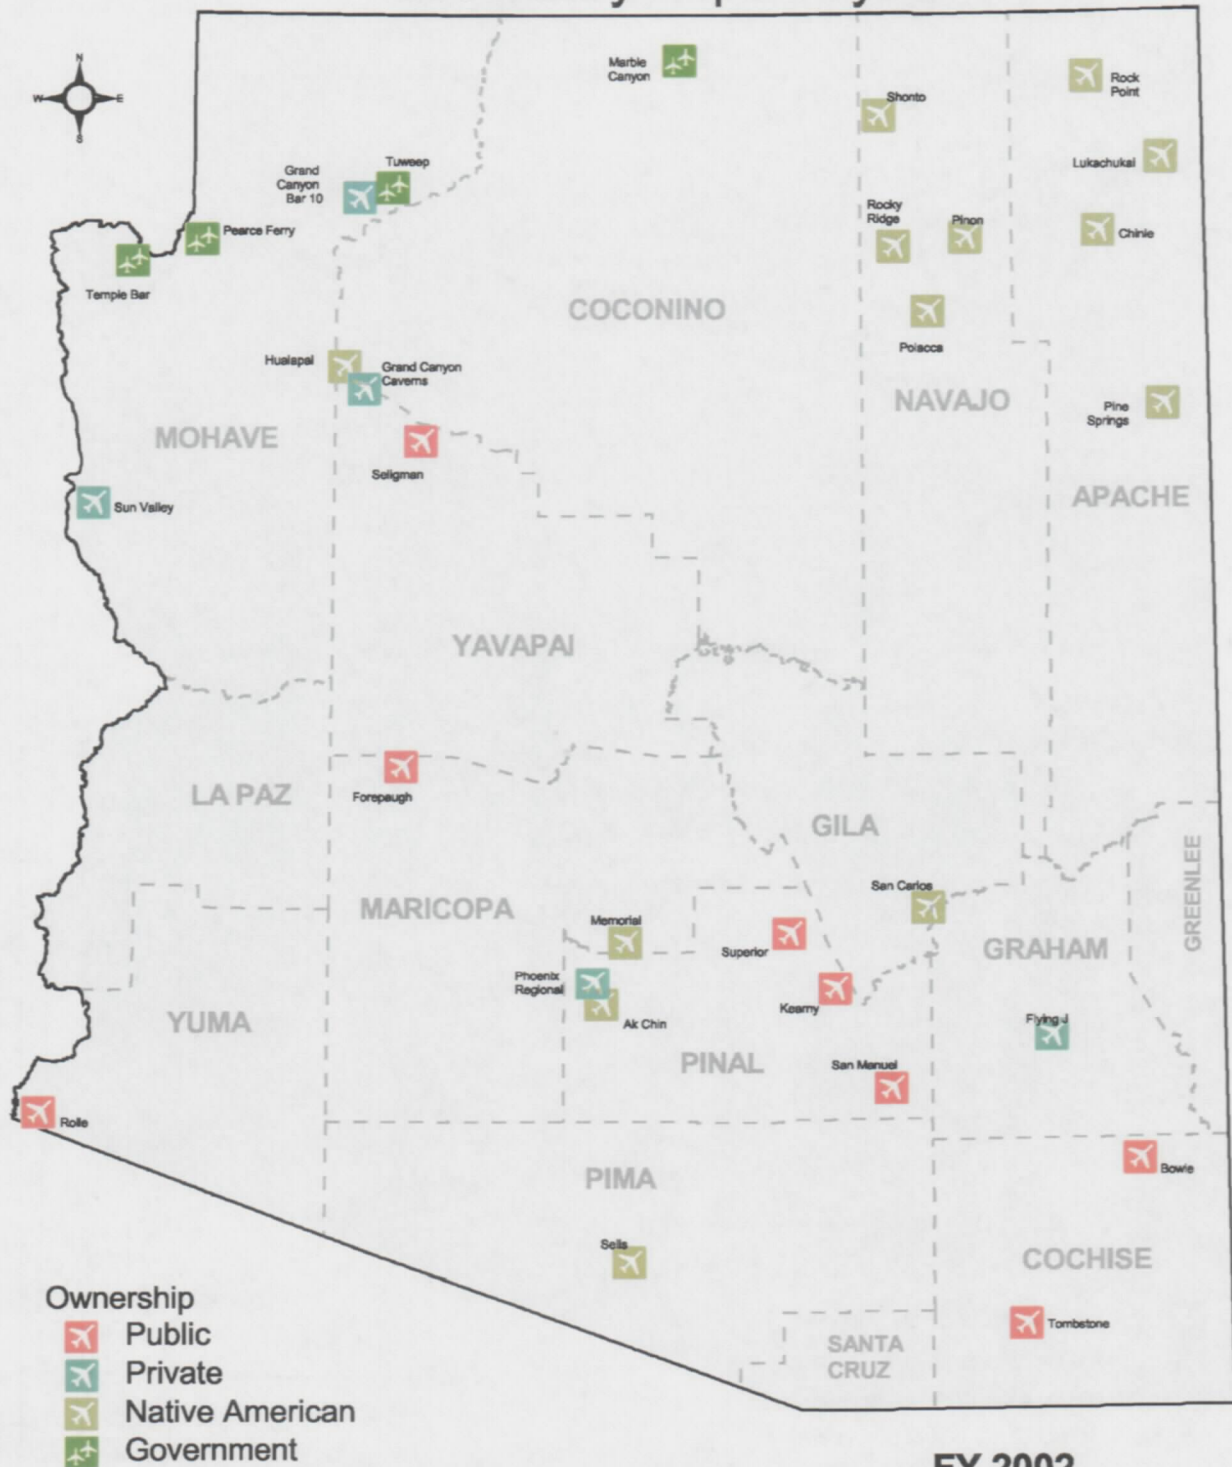 N
W
E
S
Marble
Canyon
Rock
Point
Shonto
Lukachukai
Tuweep
Grand
Canyon
Bar 10
Rocky
Ridge
Pinon
Chinle
Pearce Ferry
Temple Bar
COCONINO
Polacca
Hualapai
Grand Canyon
Caverns
NAVAJO
Pine
Springs
MOHAVE
Seligman
APACHE
Sun Valley
YAVAPAI
LA PAZ
Forepaugh
GILA
GREENLEE
San Carlos
MARICOPA
Memorial
Superior
GRAHAM
Phoenix
Regional
Kearny
YUMA
Ak Chin
Flying J
PINAL
San Manuel
Rolle
Bowie
PIMA
Sells
COCHISE
Ownership
Public
Private
Native American
Government
Tombstone
SANTA
CRUZ
FY 2002